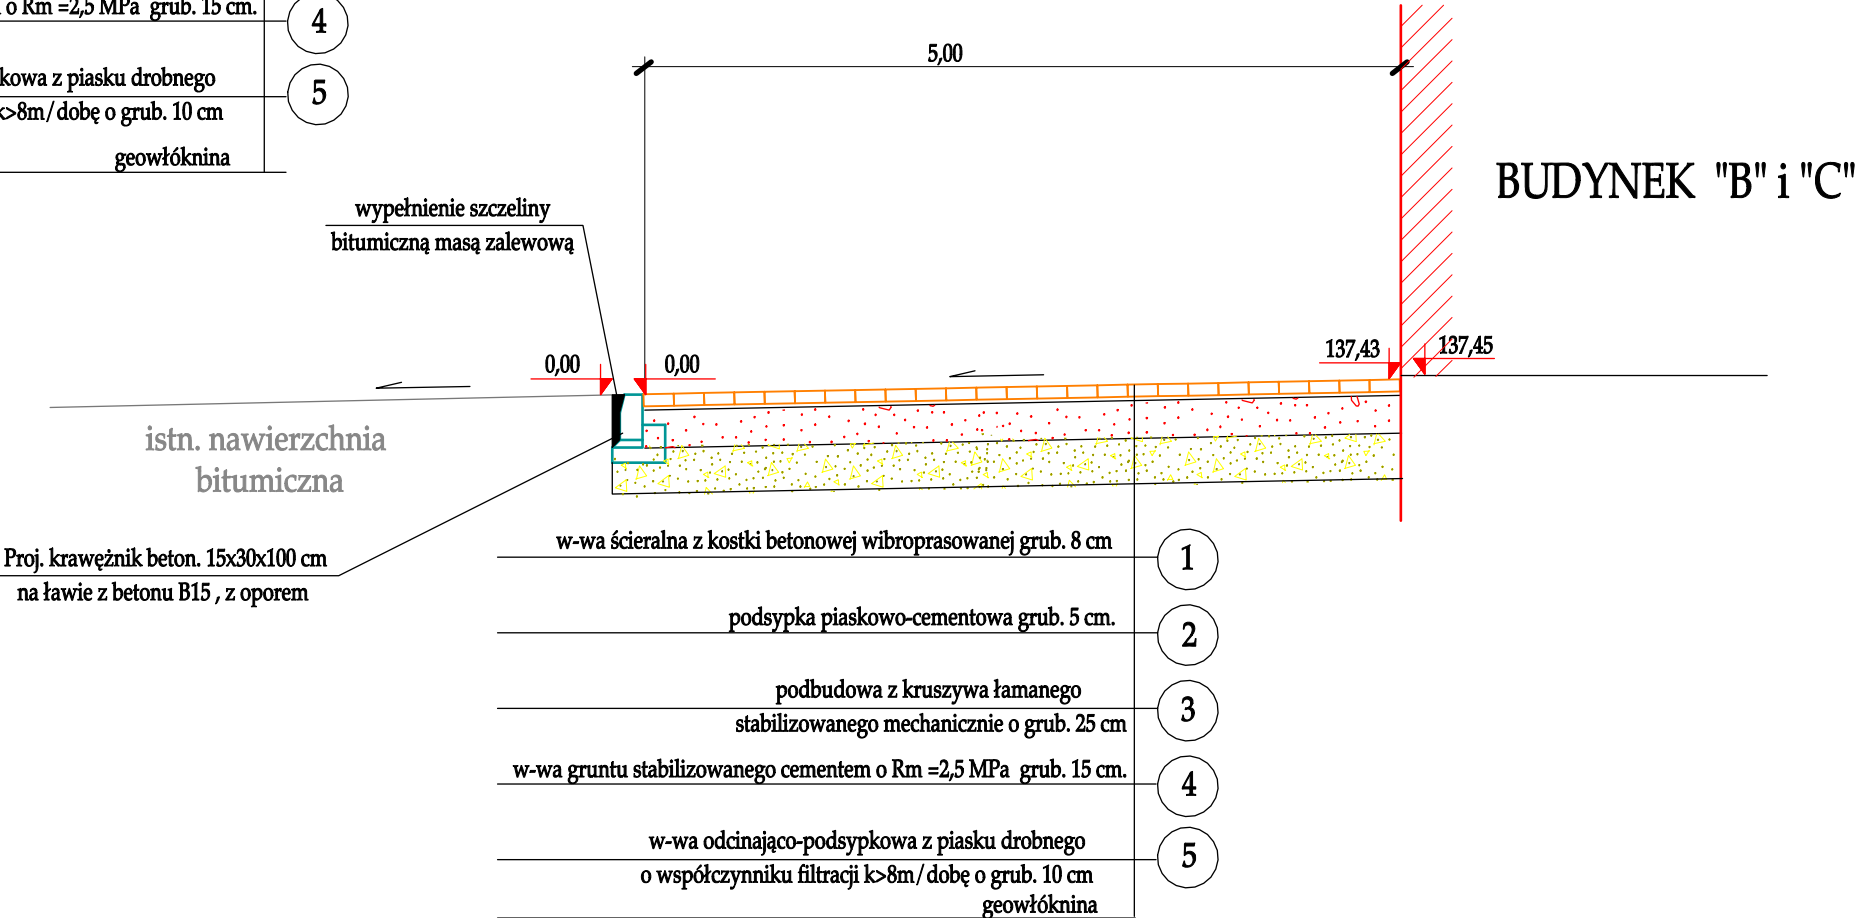 o Rm =2,5 MPa grub. 15 cm.
4
kowa z piasku drobnego
5
k>8m/dobę o grub. 10 cm
geowłóknina
5,00
BUDYNEK "B" i "C"
wypełnienie szczeliny
bitumiczną masą zalewową
0,00
0,00
137,43
137,45
istn. nawierzchnia
bitumiczna
Proj. krawężnik beton. 15x30x100 cm
na ławie z betonu B15 , z oporem
w-wa ścieralna z kostki betonowej wibroprasowanej grub. 8 cm
1
podsypka piaskowo-cementowa grub. 5 cm.
2
podbudowa z kruszywa łamanego
3
stabilizowanego mechanicznie o grub. 25 cm
w-wa gruntu stabilizowanego cementem o Rm =2,5 MPa grub. 15 cm.
4
w-wa odcinająco-podsypkowa z piasku drobnego
5
o współczynniku filtracji k>8m/dobę o grub. 10 cm
geowłóknina